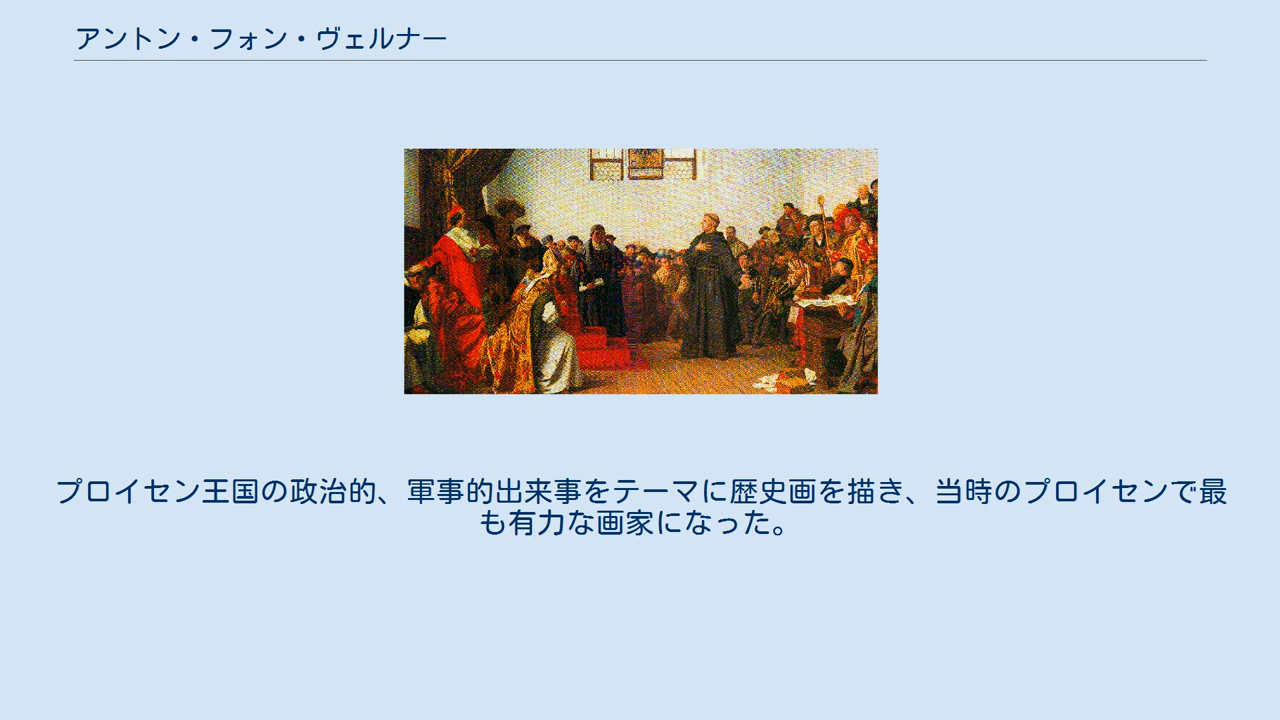 アントン・フォン・ヴェルナー
プロイセン王国の政治的、軍事的出来事をテーマに歴史画を描き、当時のプロイセンで最
も有力な画家になった。